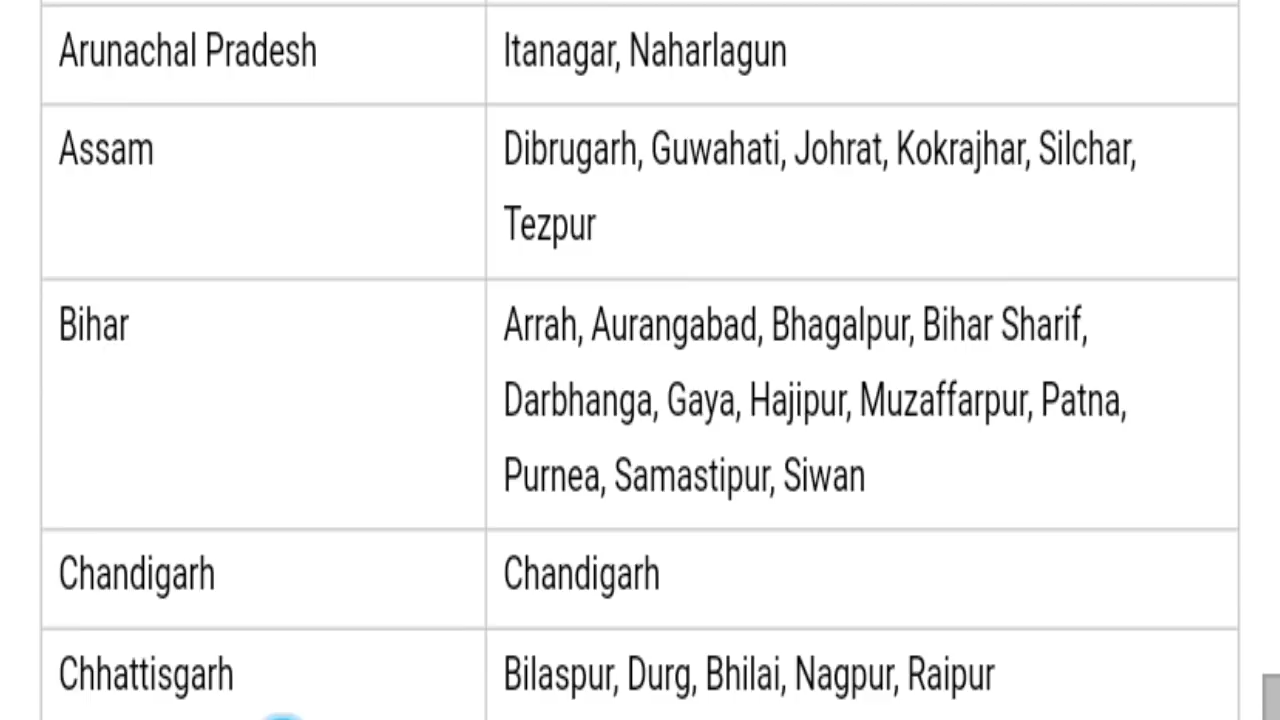 Arunachal Pradesh Itanagar, Naharlagun
Assam Dibrugarh, Guwahati, Johrat, Kokrajhar, Silchar,
Tezpur
Bihar Arrah, Aurangabad, Bhagalpur, Bihar Sharif,
Darbhanga, Gaya, Hajipur, Muzaffarpur, Patna,
Purnea, Samastipur, Siwan
Chandigarh Chandigarh
Chhattisgarh Bilaspur, Durg, Bhilai, Nagpur, Raipur